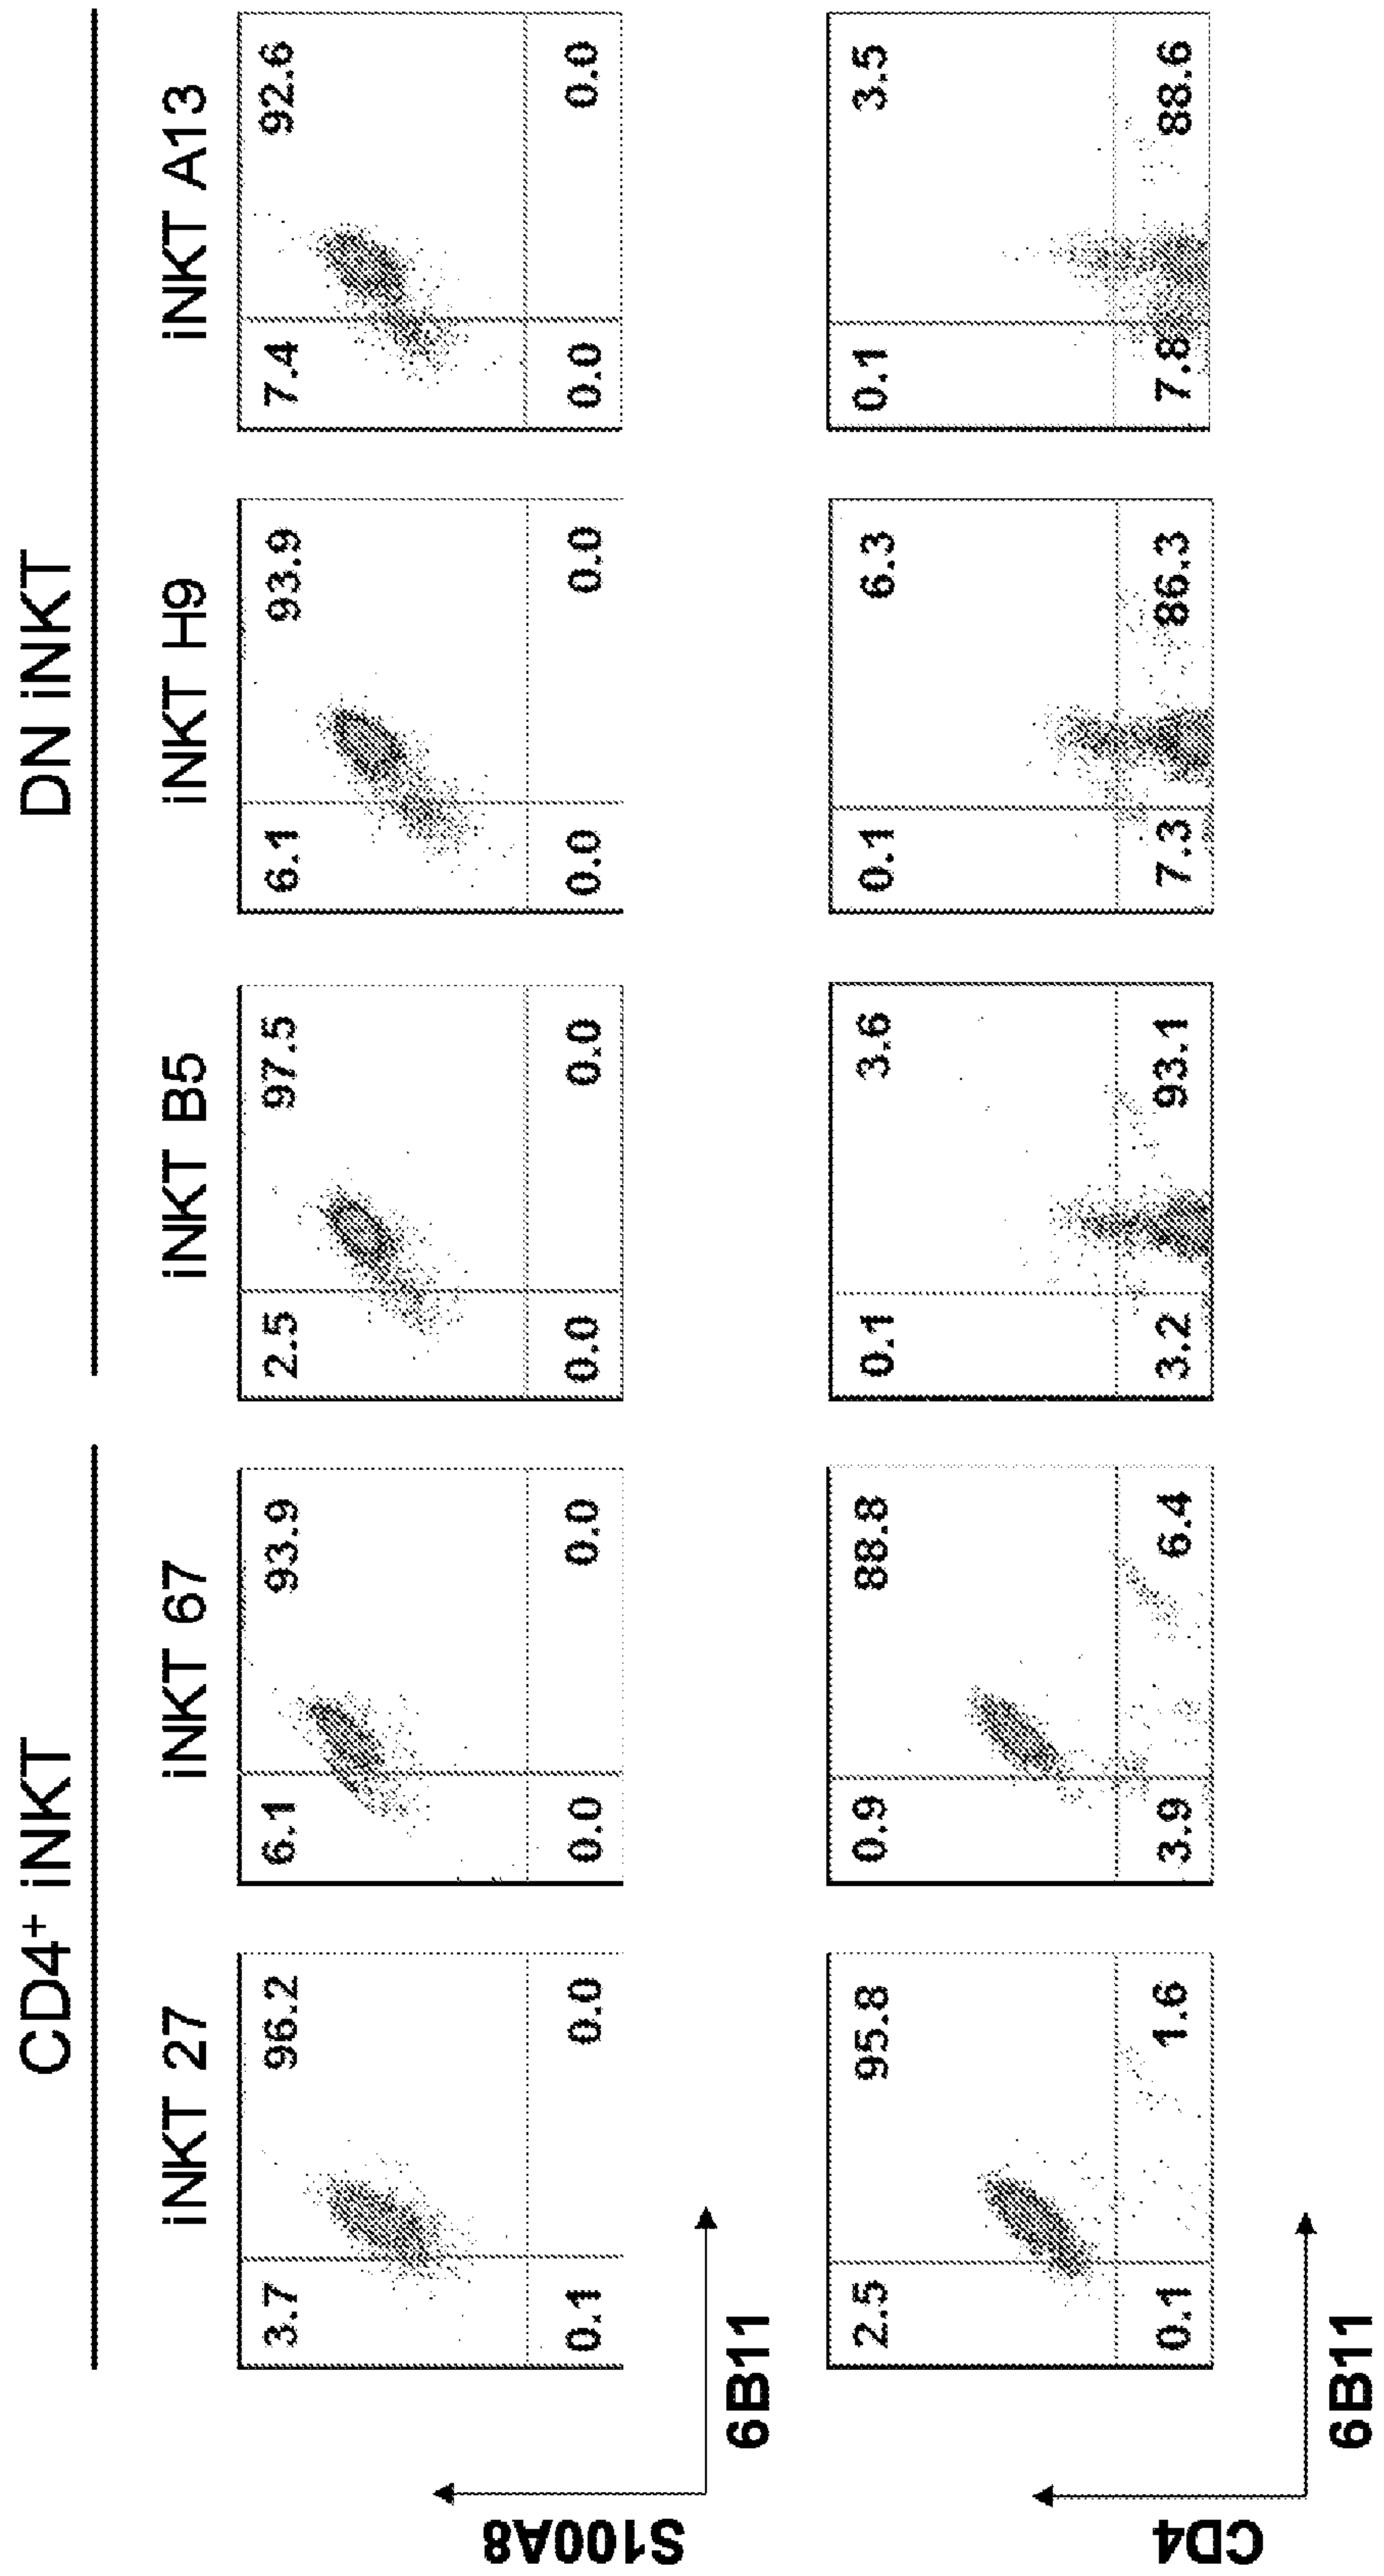 CD4⁺ iNKT DN iNKT
iNKT 27 iNKT 67 iNKT B5 iNKT H9 iNKT A13
3.7 96.2 6.1 93.9 2.5 97.5 6.1 93.9 7.4 92.6
S100A8
0.1 0.0 0.0 0.0 0.0 0.0 0.0 0.0 0.0 0.0
6B11
2.5 95.8 0.9 88.8 0.1 3.6 0.1 6.3 0.1 3.5
CD4
0.1 1.6 3.9 6.4 3.2 93.1 7.3 86.3 7.8 88.6
6B11